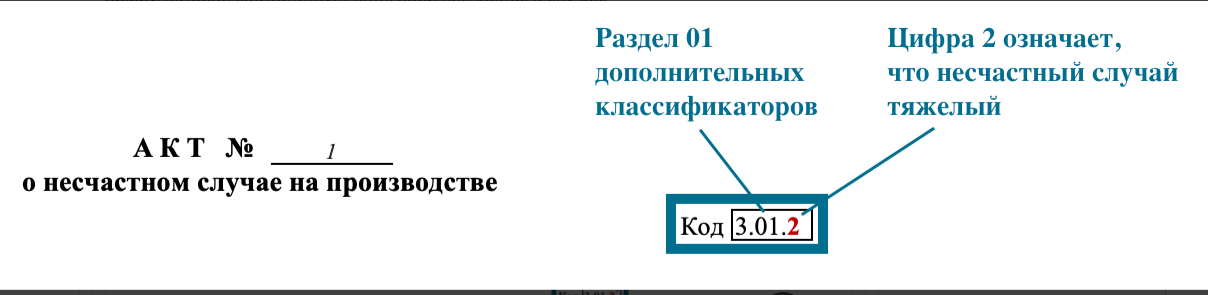 Раздел 01
дополнительных
классификаторов
Цифра 2 означает,
что несчастный случай
тяжелый
АКТ № 1
о несчастном случае на производстве
Код 3.01.2